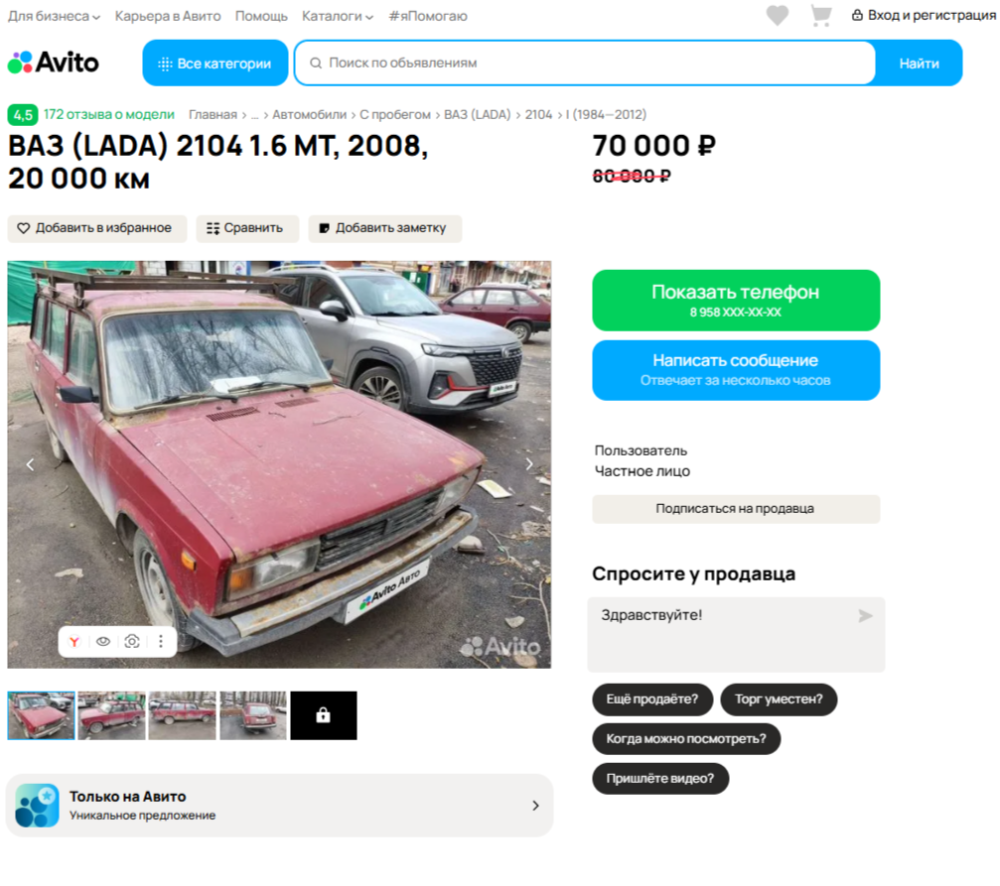 Для бизнеса Карьера в Авито Помощь Каталоги #яПомогаю
Вход и регистрация
Avito
Все категории
Поиск по объявлениям
Найти
4,5 172 отзыва о модели Главная › ... › Автомобили › С пробегом › ВАЗ (LADA) › 2104 › I (1984—2012)
ВАЗ (LADA) 2104 1.6 MT, 2008,
20 000 км
70 000 ₽
80 000 ₽
Добавить в избранное
Сравнить
Добавить заметку
Avito Авто
Avito
Показать телефон
8 958 XXX-XX-XX
Написать сообщение
Отвечает за несколько часов
Пользователь
Частное лицо
Подписаться на продавца
Спросите у продавца
Здравствуйте!
Ещё продаёте?
Торг уместен?
Когда можно посмотреть?
Пришлёте видео?
Только на Авито
Уникальное предложение